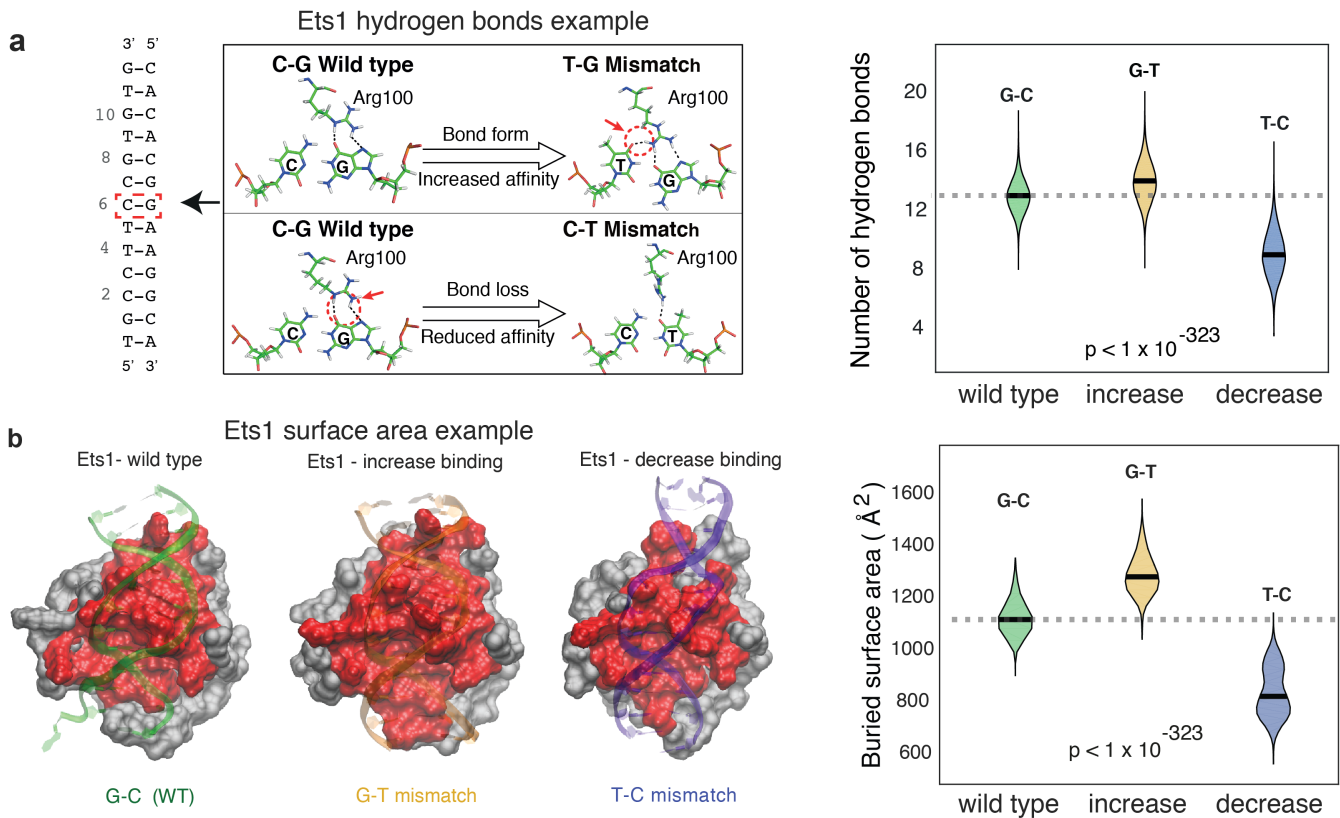 a
Ets1 hydrogen bonds example
3' 5'
G–C
T–A
10 G–C
T–A
8 G–C
C–G
6 C–G
T–A
4 T–A
C–G
2 C–G
G–C
T–A
5' 3'
C-G Wild type
Arg100
C
G
Bond form
Increased affinity
T-G Mismatch
Arg100
T
G
C-G Wild type
Arg100
C
G
Bond loss
Reduced affinity
C-T Mismatch
Arg100
C
T
Number of hydrogen bonds
20
16
12
8
4
G-C
G-T
T-C
p < 1 x 10 -323
wild type
increase
decrease
b
Ets1 surface area example
Ets1- wild type
Ets1 - increase binding
Ets1 - decrease binding
G-C (WT)
G-T mismatch
T-C mismatch
Buried surface area ( Å 2 )
1600
1400
1200
1000
800
600
G-C
G-T
T-C
p < 1 x 10 -323
wild type
increase
decrease